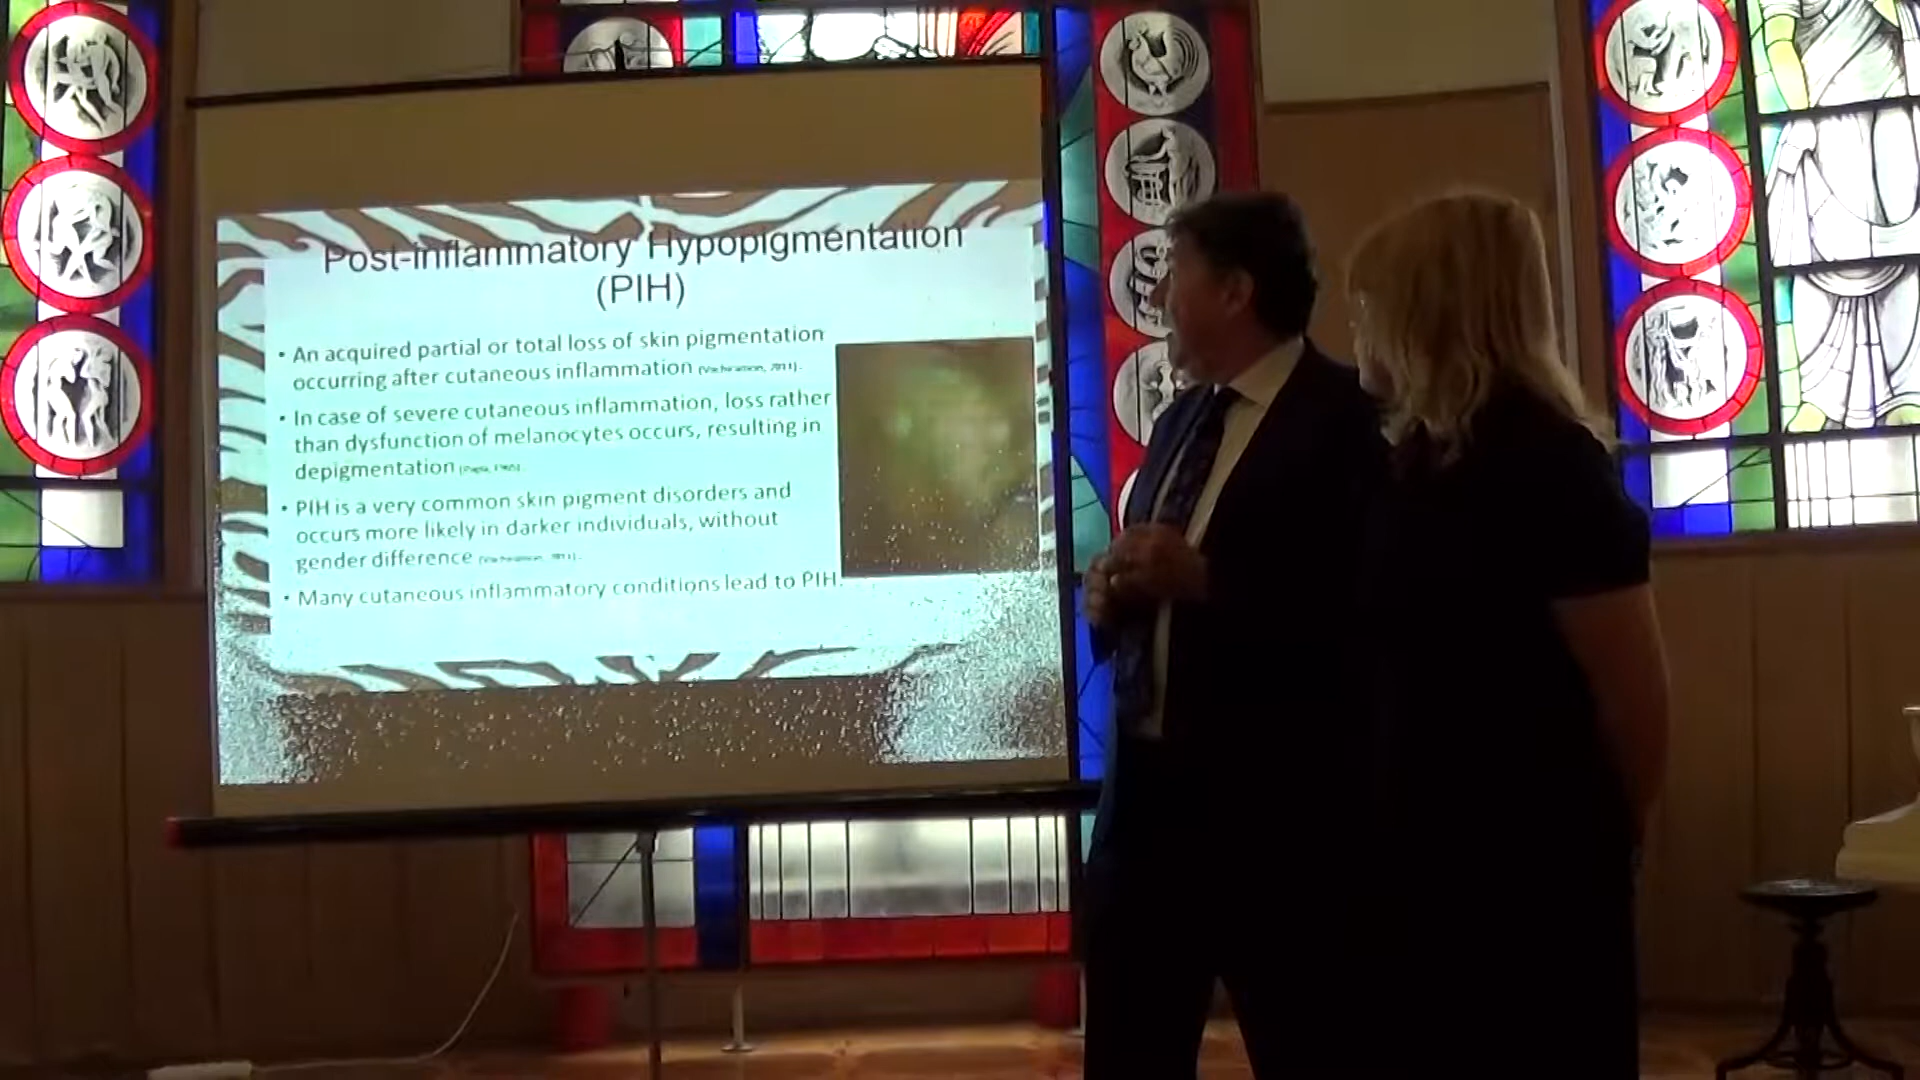 Post-inflammatory Hypopigmentation
(PIH)
• An acquired partial or total loss of skin pigmentation
occurring after cutaneous inflammation
• In case of severe cutaneous inflammation, loss rather
than dysfunction of melanocytes occurs, resulting in
depigmentation
• PIH is a very common skin pigment disorders and
occurs more likely in darker individuals, without
gender difference
• Many cutaneous inflammatory conditions lead to PIH.